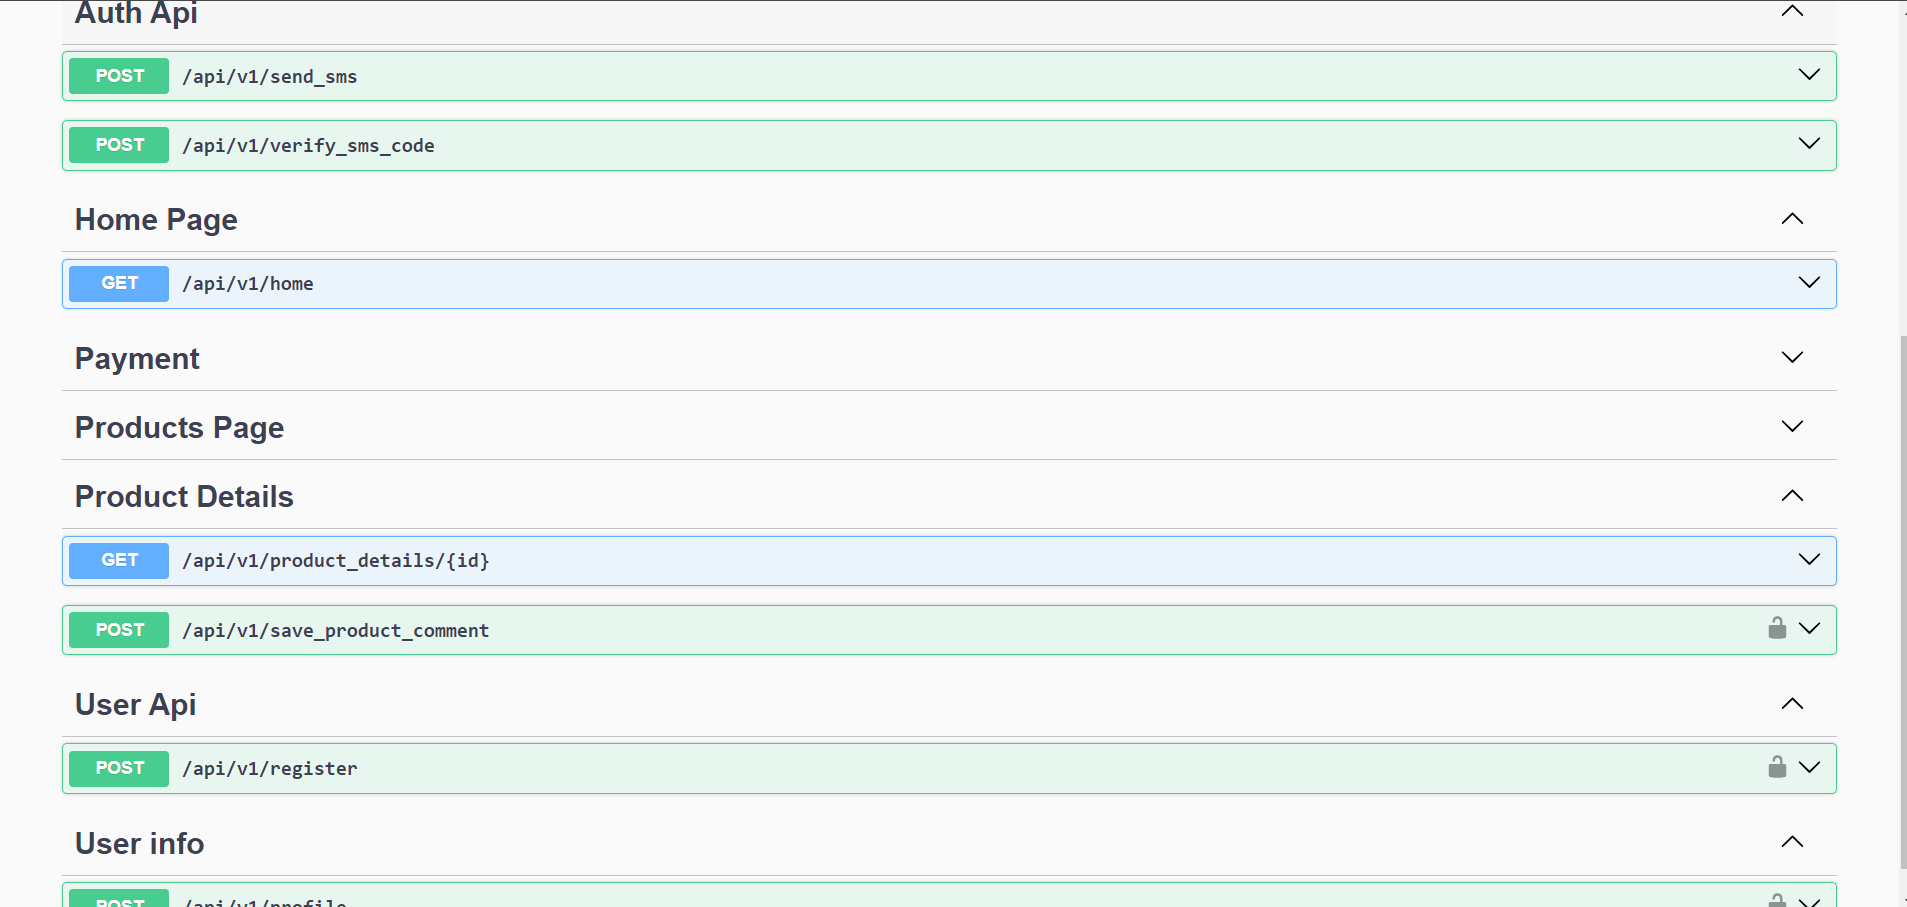 Auth Api
POST /api/v1/send_sms
POST /api/v1/verify_sms_code
Home Page
GET /api/v1/home
Payment
Products Page
Product Details
GET /api/v1/product_details/{id}
POST /api/v1/save_product_comment
User Api
POST /api/v1/register
User info
POST /api/v1/profile